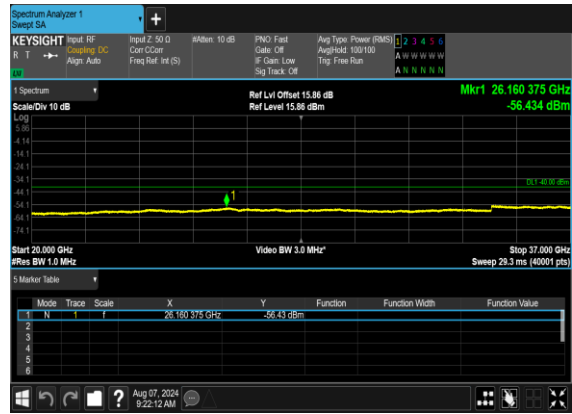 Spectrum Analyzer 1
Swept SA
KEYSIGHT Input: RF Input Z: 50 Ω #Atten: 10 dB PNO: Fast Avg Type: Power (RMS) 1 2 3 4 5 6
R T Coupling: DC Corr CCorr Gate: Off Avg|Hold: 100/100 A W W W W W
Align: Auto Freq Ref: Int (S) IF Gain: Low Trig: Free Run
LXI Sig Track: Off A N N N N N
1 Spectrum Ref Lvl Offset 15.86 dB Mkr1 26.160 375 GHz
Scale/Div 10 dB Ref Level 15.86 dBm -56.434 dBm
Log
5.86
-4.14
-14.1
-24.1
-34.1
DL1 -40.00 dBm
-44.1
1
-54.1
-64.1
-74.1
Start 20.000 GHz Video BW 3.0 MHz* Stop 37.000 GHz
#Res BW 1.0 MHz Sweep 29.3 ms (40001 pts)
5 Marker Table
Mode Trace Scale X Y Function Function Width Function Value
1 N 1 f 26.160 375 GHz -56.43 dBm
2
3
4
5
6
? Aug 07, 2024
9:22:12 AM